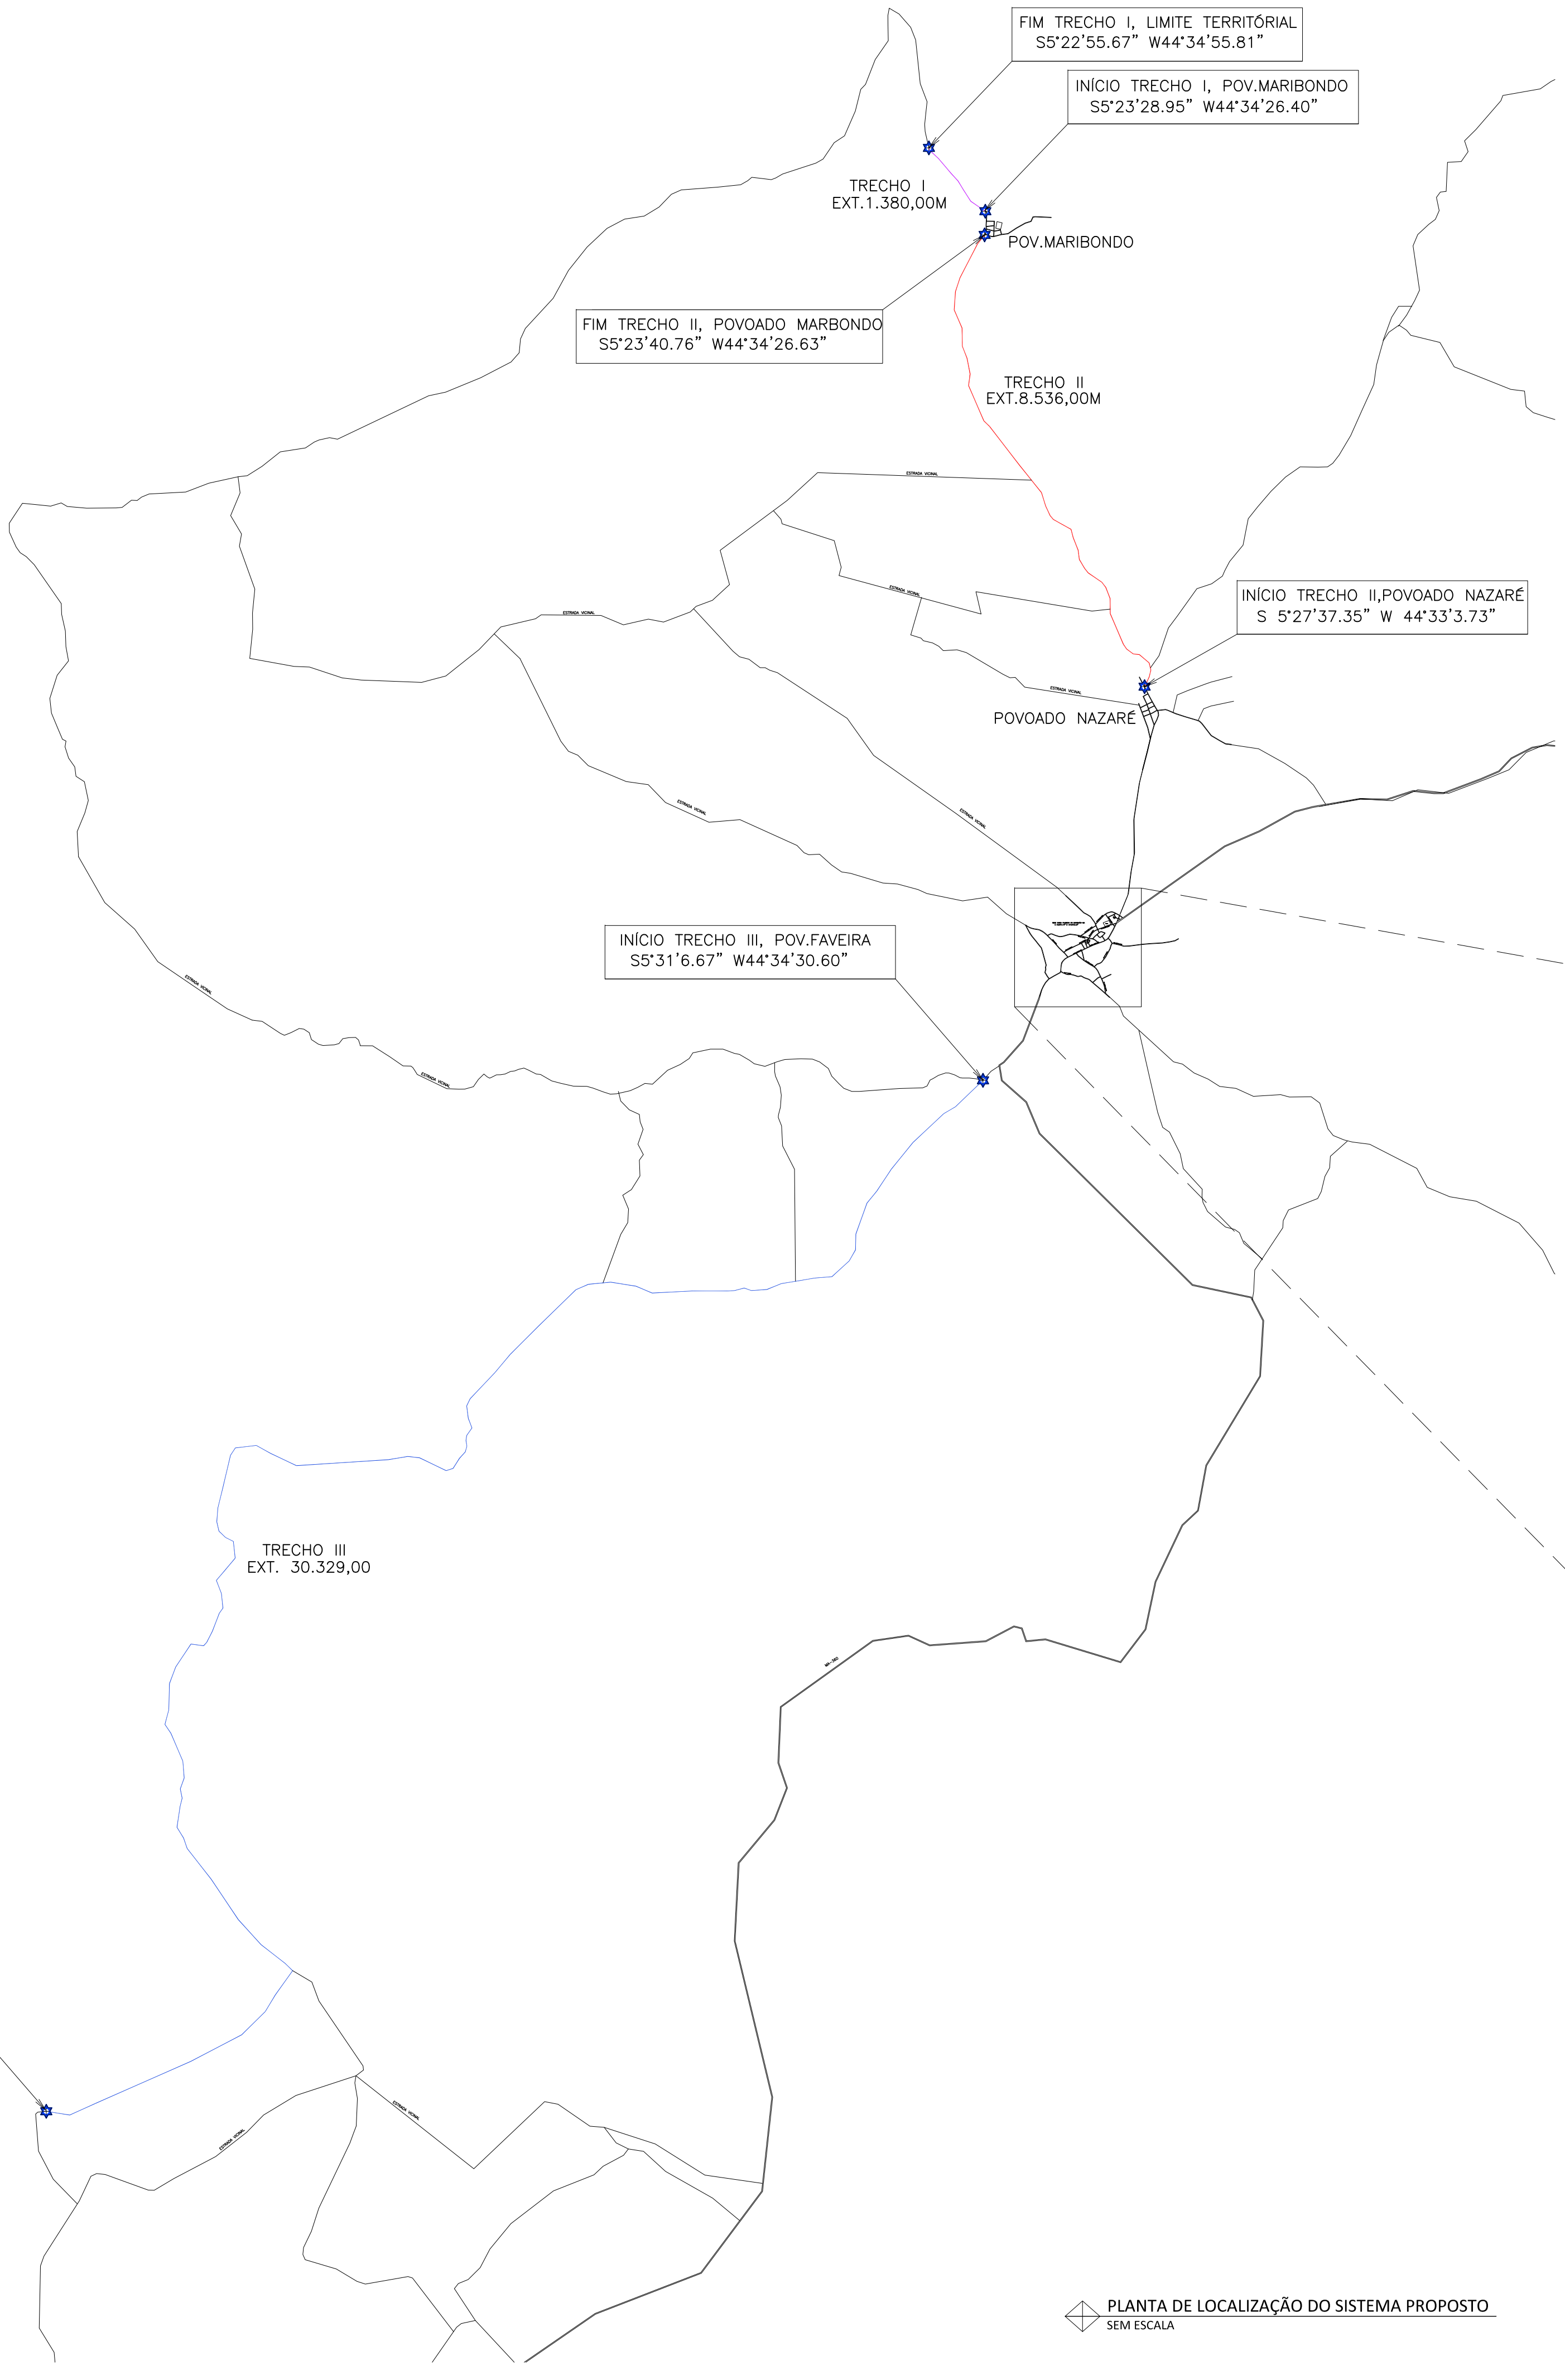 FIM TRECHO I, LIMITE TERRITÓRIAL
S5°22'55.67" W44°34'55.81"
INÍCIO TRECHO I, POV.MARIBONDO
S5°23'28.95" W44°34'26.40"
TRECHO I
EXT.1.380,00M
POV.MARIBONDO
FIM TRECHO II, POVOADO MARBONDO
S5°23'40.76" W44°34'26.63"
TRECHO II
EXT.8.536,00M
ESTRADA VICINAL
ESTRADA VICINAL
ESTRADA VICINAL
INÍCIO TRECHO II,POVOADO NAZARÉ
S 5°27'37.35" W 44°33'3.73"
ESTRADA VICINAL
POVOADO NAZARÉ
ESTRADA VICINAL
ESTRADA VICINAL
INÍCIO TRECHO III, POV.FAVEIRA
S5°31'6.67" W44°34'30.60"
ESTRADA VICINAL
ESTRADA VICINAL
TRECHO III
EXT. 30.329,00
ESTRADA VICINAL
ESTRADA VICINAL
PLANTA DE LOCALIZAÇÃO DO SISTEMA PROPOSTO
SEM ESCALA